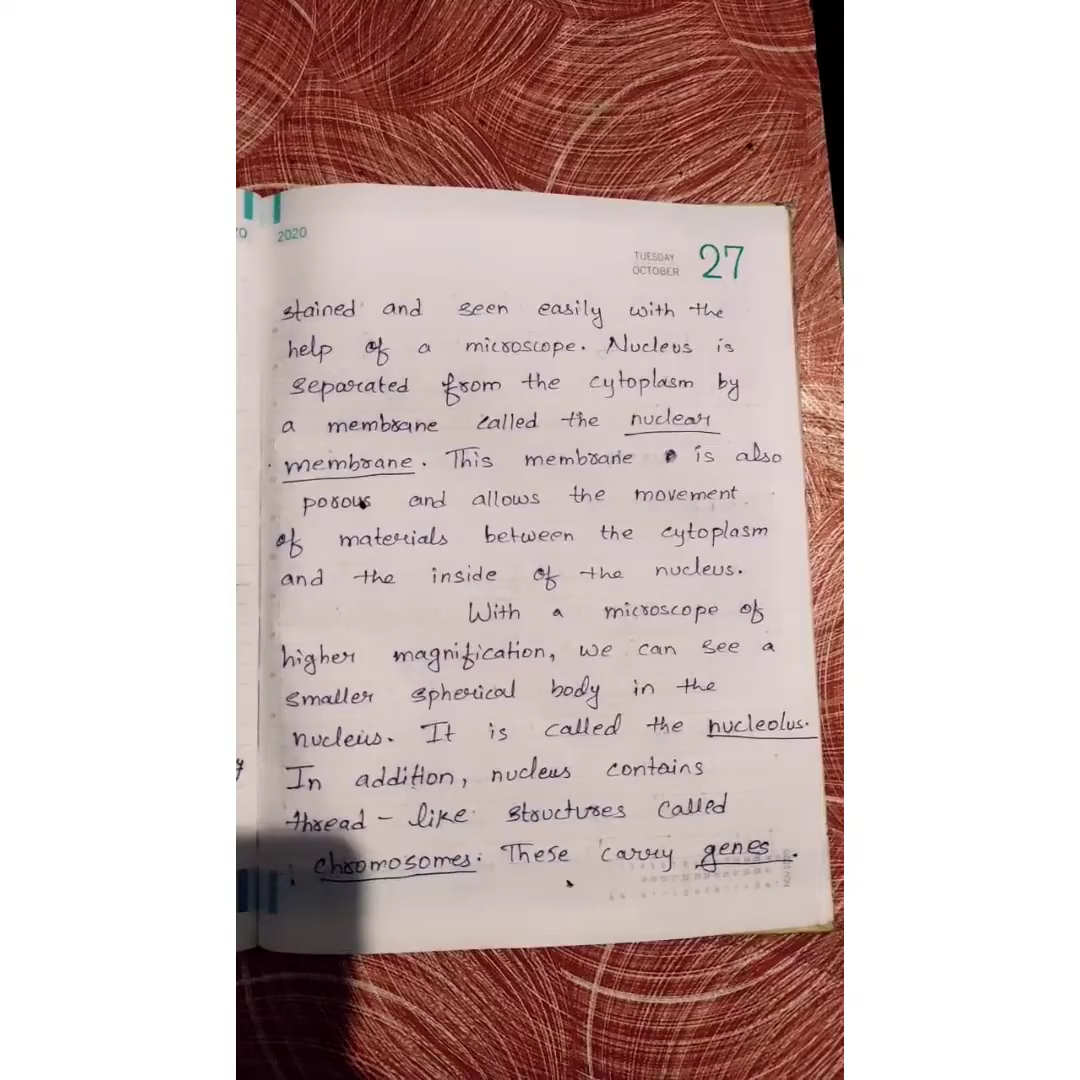 2020
TUESDAY
OCTOBER 27
stained and seen easily with the
help of a microscope. Nucleus is
separated from the cytoplasm by
a membrane called the nuclear
membrane. This membrane is also
porous and allows the movement
of materials between the cytoplasm
and the inside of the nucleus.
With a microscope of
higher magnification, we can see a
smaller spherical body in the
nucleus. It is called the nucleolus.
In addition, nucleus contains
thread - like structures called
chromosomes. These carry genes.